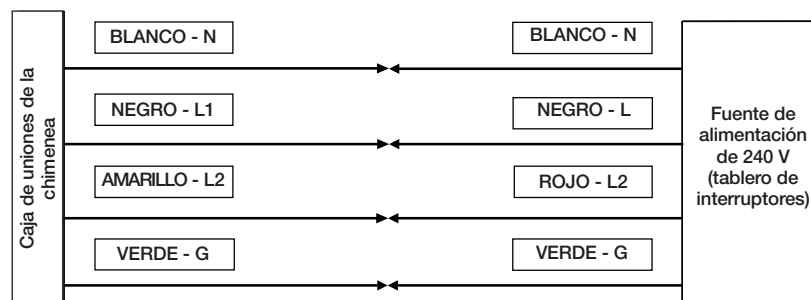 Caja de uniones de la
chimenea
BLANCO - N
BLANCO - N
NEGRO - L1
NEGRO - L
AMARILLO - L2
ROJO - L2
VERDE - G
VERDE - G
Fuente de
alimentación
de 240 V
(tablero de
interruptores)